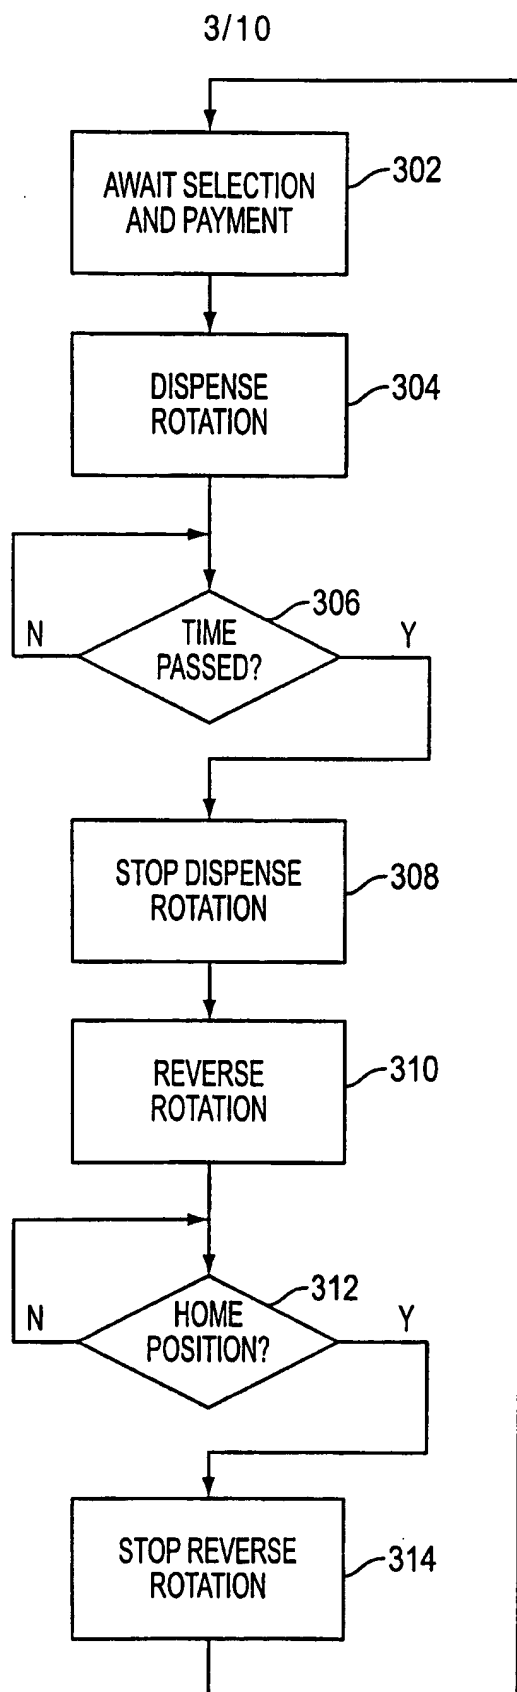 3/10
AWAIT SELECTION
AND PAYMENT
302
DISPENSE
ROTATION
304
306
TIME
PASSED?
N
Y
STOP DISPENSE
ROTATION
308
REVERSE
ROTATION
310
312
HOME
POSITION?
N
Y
STOP REVERSE
ROTATION
314